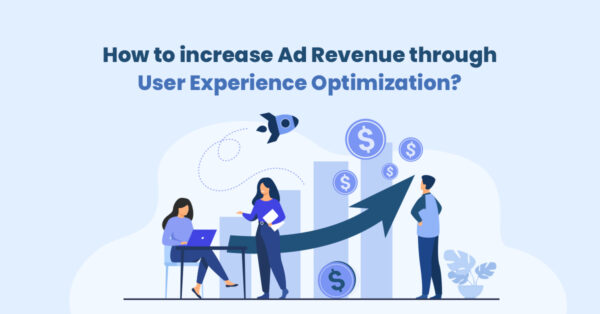 How to increase Ad Revenue through
User Experience Optimization?
$
$
$
$
$